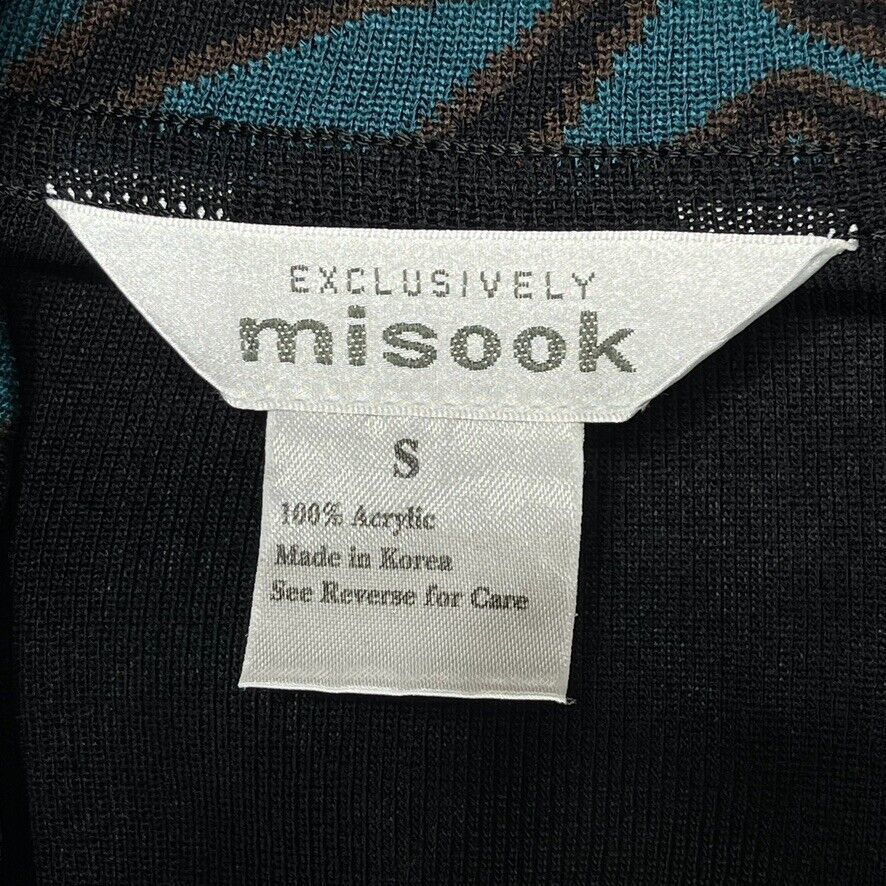 EXCLUSIVELY
misook
S
100% Acrylic
Made in Korea
See Reverse for Care